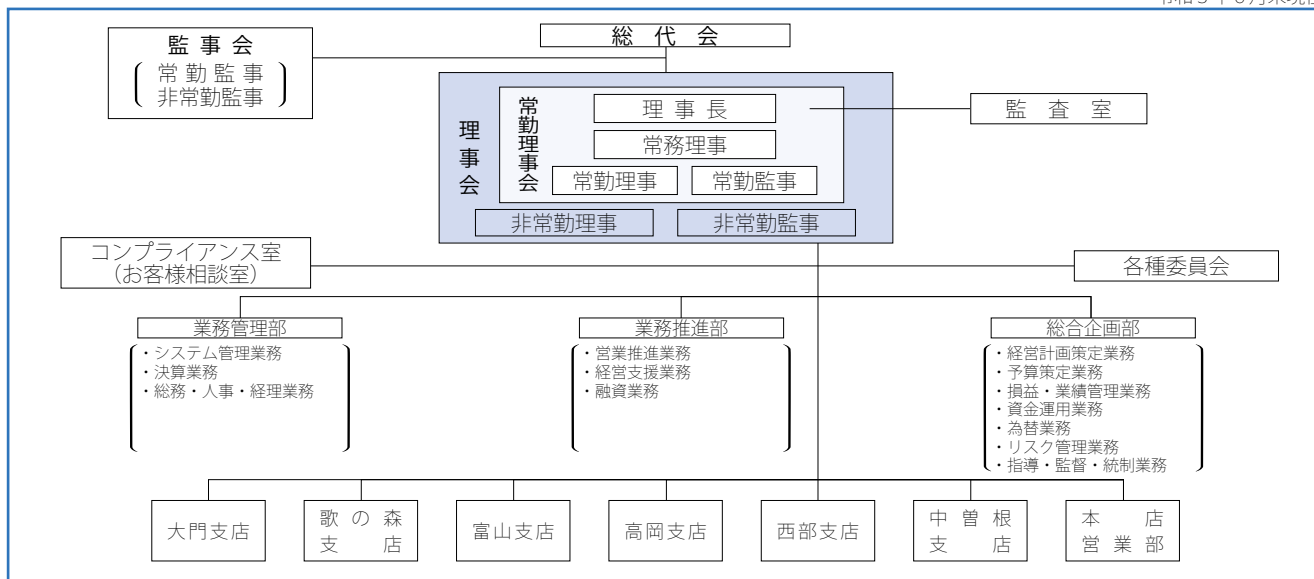 総代会
監事会
常勤監事
非常勤監事
理事会
常勤理事会
理事長
常務理事
常勤理事
常勤監事
非常勤理事
非常勤監事
監査室
コンプライアンス室
（お客様相談室）
各種委員会
業務管理部
・システム管理業務
・決算業務
・総務・人事・経理業務
業務推進部
・営業推進業務
・経営支援業務
・融資業務
総合企画部
・経営計画策定業務
・予算策定業務
・損益・業績管理業務
・資金運用業務
・為替業務
・リスク管理業務
・指導・監督・統制業務
大門支店
歌の森
支店
富山支店
高岡支店
西部支店
中曽根
支店
本店
営業部